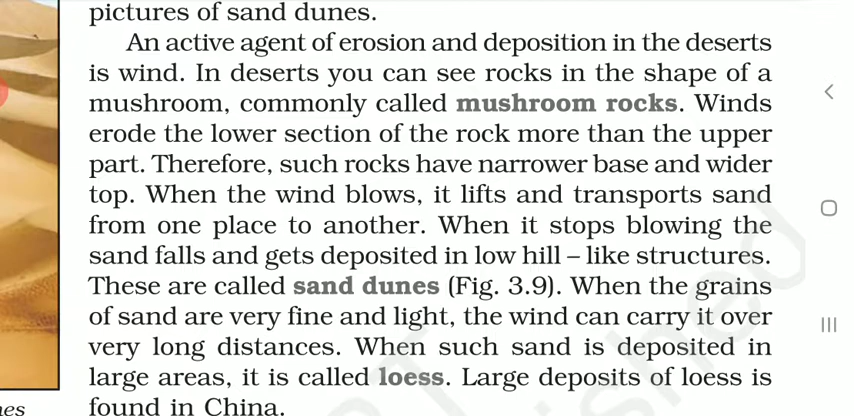 pictures of sand dunes.
An active agent of erosion and deposition in the deserts
is wind. In deserts you can see rocks in the shape of a
mushroom, commonly called mushroom rocks. Winds
erode the lower section of the rock more than the upper
part. Therefore, such rocks have narrower base and wider
top. When the wind blows, it lifts and transports sand
from one place to another. When it stops blowing the
sand falls and gets deposited in low hill – like structures.
These are called sand dunes (Fig. 3.9). When the grains
of sand are very fine and light, the wind can carry it over
very long distances. When such sand is deposited in
large areas, it is called loess. Large deposits of loess is
found in China.